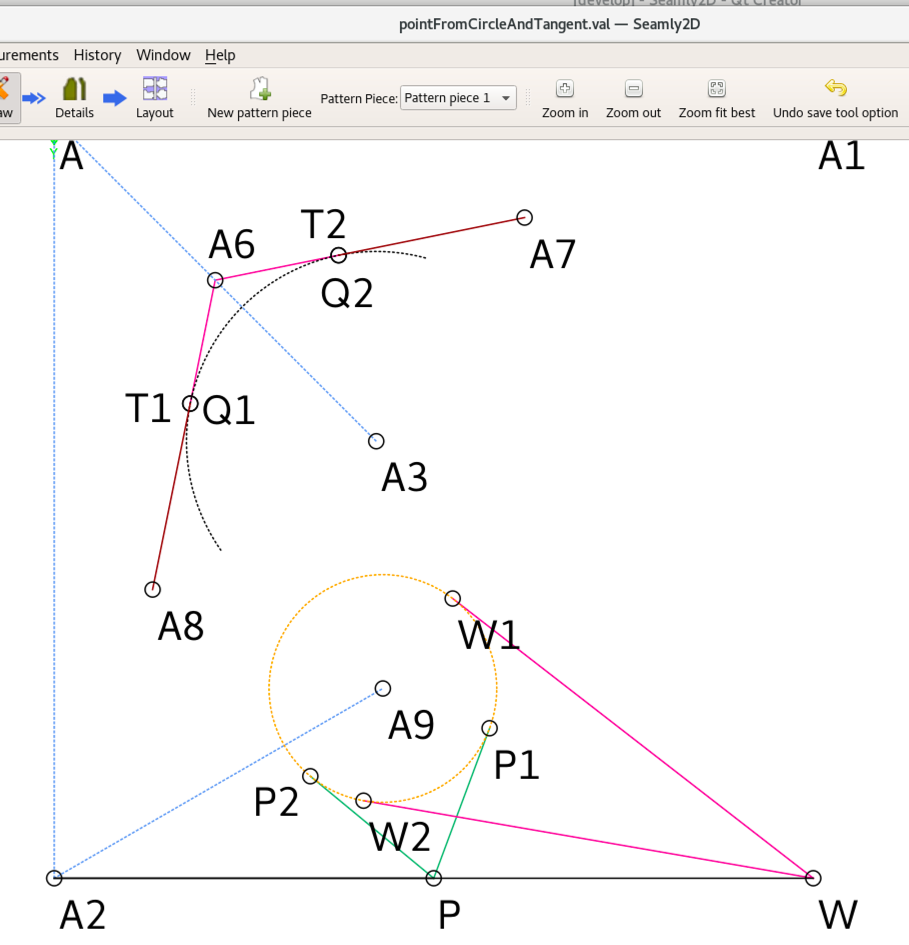 [develop] - Seamly2D - Qt Creator
pointFromCircleAndTangent.val — Seamly2D
urements History Window Help
aw Details Layout New pattern piece Pattern Piece: Pattern piece 1 Zoom in Zoom out Zoom fit best Undo save tool option
A A1
T2
A6 A7
Q2
T1 Q1
A3
A8 W1
A9
P1
P2
W2
A2 P W